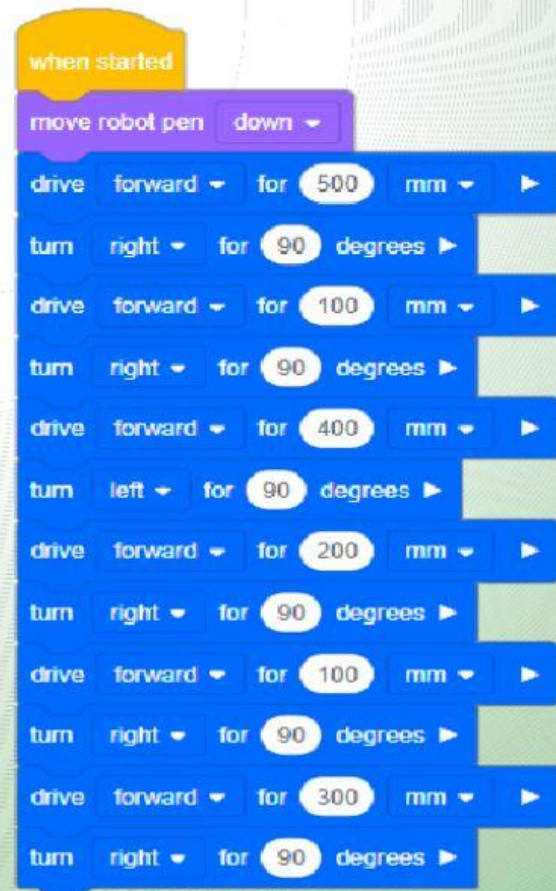 when started
move robot pen down
drive forward for 500 mm
turn right for 90 degrees
drive forward for 100 mm
turn right for 90 degrees
drive forward for 400 mm
turn left for 90 degrees
drive forward for 200 mm
turn right for 90 degrees
drive forward for 100 mm
turn right for 90 degrees
drive forward for 300 mm
turn right for 90 degrees